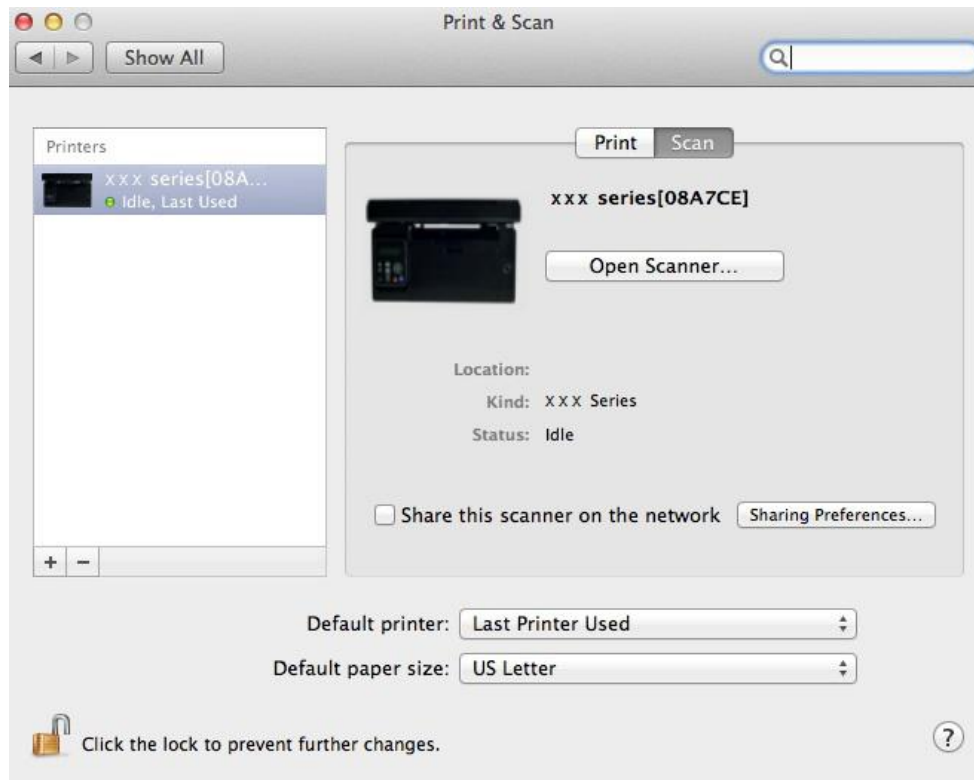 Print & Scan
Show All
Printers
xxx series[08A...
Idle, Last Used
Print Scan
xxx series[08A7CE]
Open Scanner...
Location:
Kind: XXX Series
Status: Idle
Share this scanner on the network Sharing Preferences...
+ −
Default printer: Last Printer Used
Default paper size: US Letter
Click the lock to prevent further changes. ?